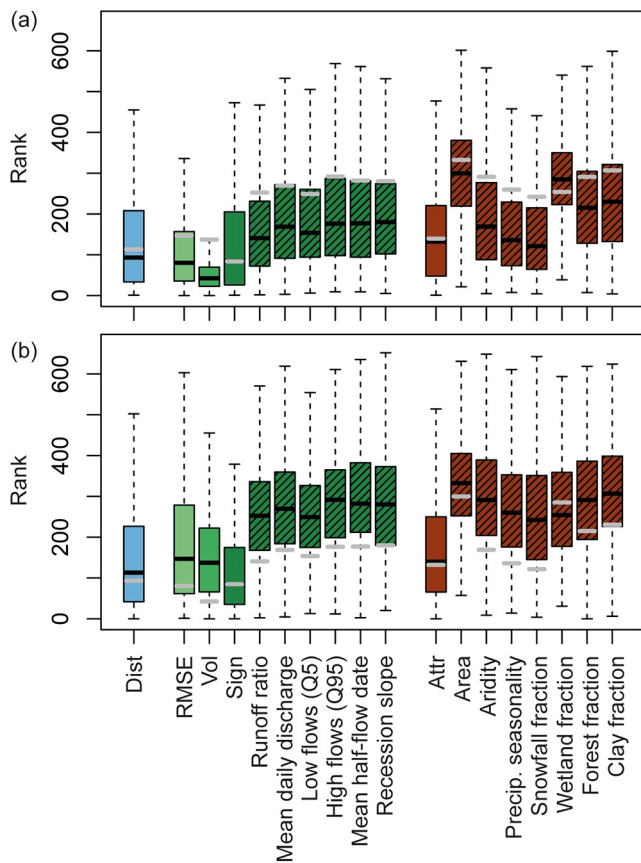 (a)
600
400
200
0
Rank
(b)
600
400
200
0
Rank
Dist
RMSE
Vol
Sign
Runoff ratio
Mean daily discharge
Low flows (Q5)
High flows (Q95)
Mean half-flow date
Recession slope
Attr
Area
Aridity
Precip. seasonality
Snowfall fraction
Wetland fraction
Forest fraction
Clay fraction